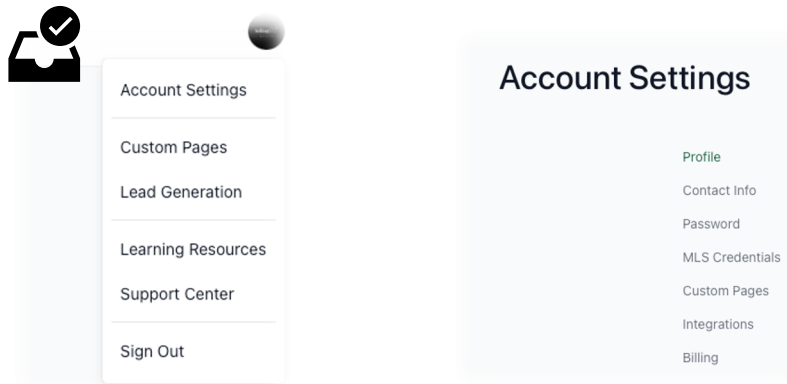 Account Settings
Custom Pages
Lead Generation
Learning Resources
Support Center
Sign Out
Account Settings
Profile
Contact Info
Password
MLS Credentials
Custom Pages
Integrations
Billing